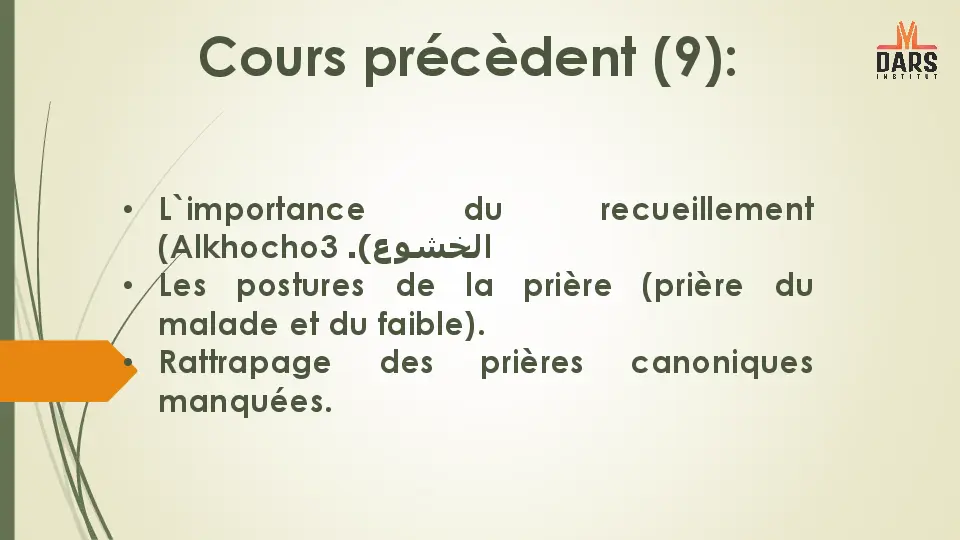 Cours précèdent (9):
DARS
INSTITUT
• L`importance du recueillement
(Alkhocho3 الخشوع).
• Les postures de la prière (prière du
malade et du faible).
• Rattrapage des prières canoniques
manquées.